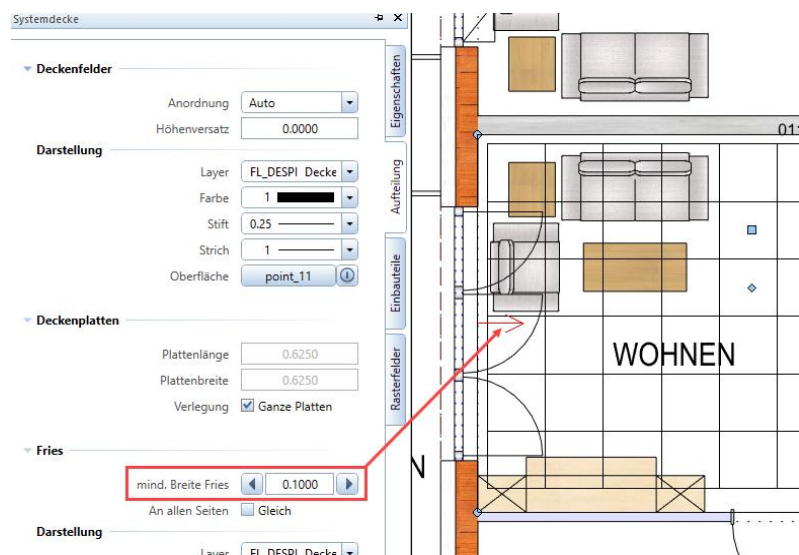 Systemdecke
Deckenfelder
Anordnung Auto
Höhenversatz 0.0000
Darstellung
Layer FL_DESPI Decke
Farbe 1
Stift 0.25
Strich 1
Oberfläche point_11
Deckenplatten
Plattenlänge 0.6250
Plattenbreite 0.6250
Verlegung Ganze Platten
Fries
mind. Breite Fries 0.1000
An allen Seiten Gleich
Darstellung
Layer FL_DESPI Decke
Eigenschaften
Aufteilung
Einbauteile
Rasterfelder
WOHNEN
N